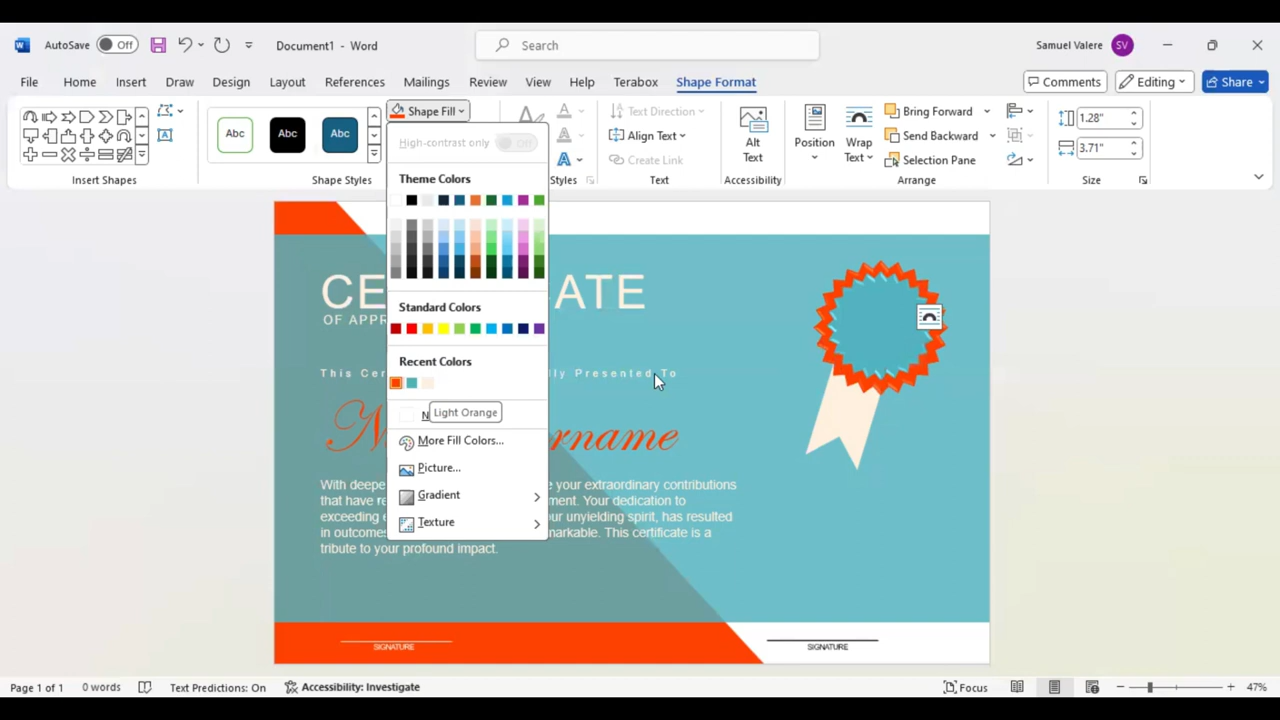 AutoSave Off Document1 - Word Search Samuel Valere SV
File Home Insert Draw Design Layout References Mailings Review View Help Terabox Shape Format Comments Editing Share
Abc Abc Abc Shape Fill Text Direction Bring Forward 1.28"
High-contrast only Off Align Text Alt Text Position Wrap Text Send Backward 3.71"
Create Link Selection Pane
Insert Shapes Shape Styles Styles Text Accessibility Arrange Size
Theme Colors
Standard Colors
Recent Colors
N Light Orange
More Fill Colors...
Picture...
Gradient
Texture
CE ATE
OF APPR
This Cer lly Presented To
N rname
With deepe e your extraordinary contributions
that have re ment. Your dedication to
exceeding e our unyielding spirit, has resulted
in outcomes markable. This certificate is a
tribute to your profound impact.
SIGNATURE SIGNATURE
Page 1 of 1 0 words Text Predictions: On Accessibility: Investigate Focus 47%